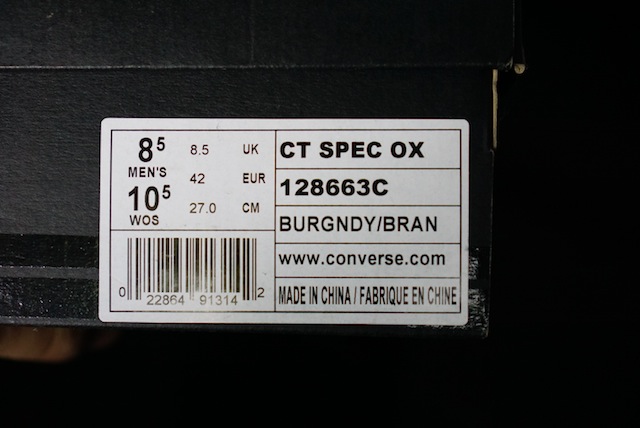 8⁵ 8.5 UK
MEN'S
42 EUR
10⁵ 27.0 CM
WOS
0 22864 91314 2
CT SPEC OX
128663C
BURGNDY/BRAN
www.converse.com
MADE IN CHINA / FABRIQUE EN CHINE